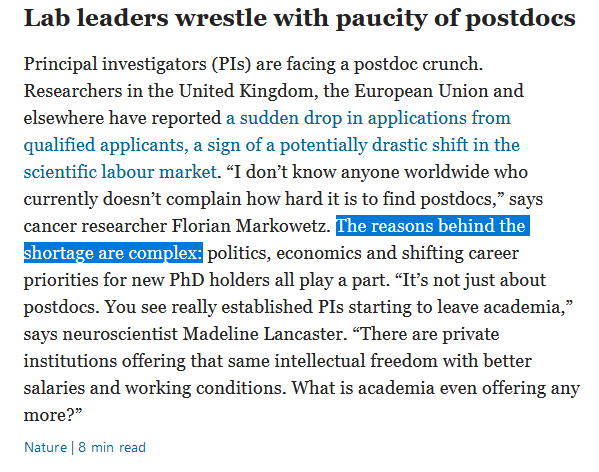 Lab leaders wrestle with paucity of postdocs
Principal investigators (PIs) are facing a postdoc crunch.
Researchers in the United Kingdom, the European Union and
elsewhere have reported a sudden drop in applications from
qualified applicants, a sign of a potentially drastic shift in the
scientific labour market. “I don’t know anyone worldwide who
currently doesn’t complain how hard it is to find postdocs,” says
cancer researcher Florian Markowetz. The reasons behind the
shortage are complex: politics, economics and shifting career
priorities for new PhD holders all play a part. “It’s not just about
postdocs. You see really established PIs starting to leave academia,”
says neuroscientist Madeline Lancaster. “There are private
institutions offering that same intellectual freedom with better
salaries and working conditions. What is academia even offering any
more?”
Nature | 8 min read